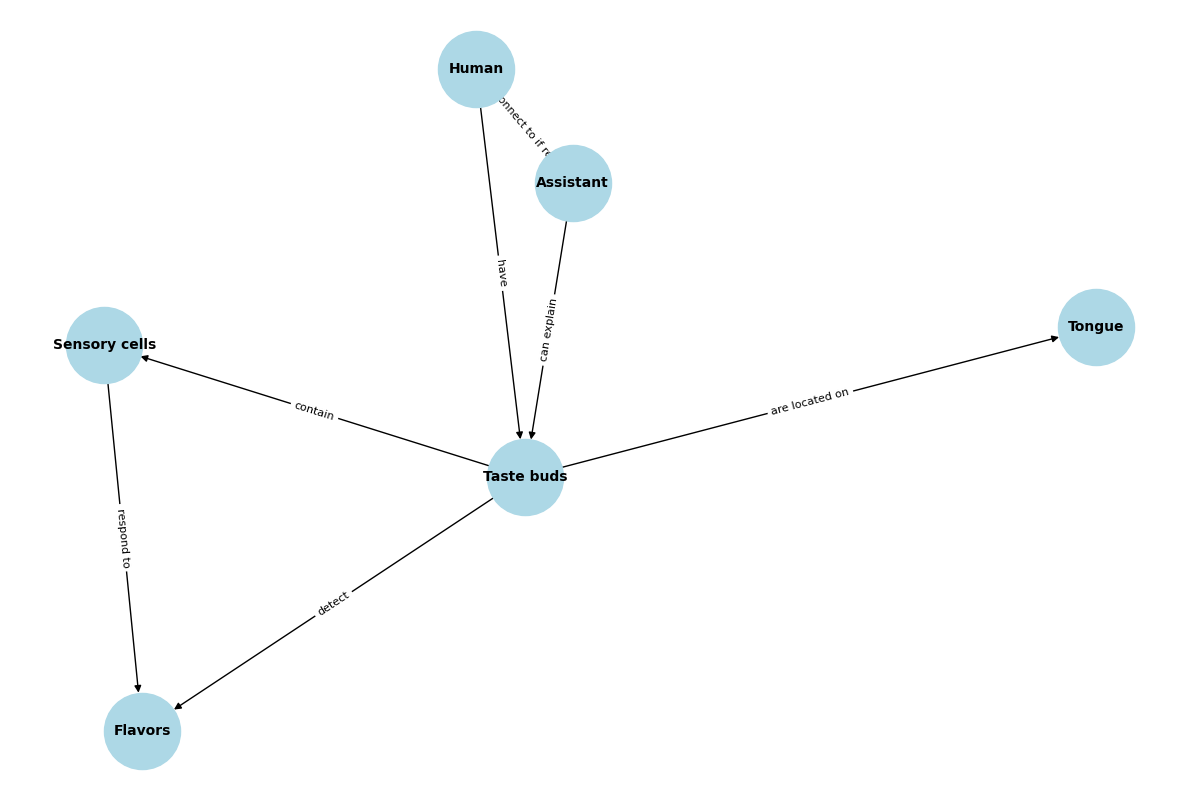 Human
connect to if
Assistant
have
can explain
Tongue
Sensory cells
are located on
contain
Taste buds
respond to
detect
Flavors